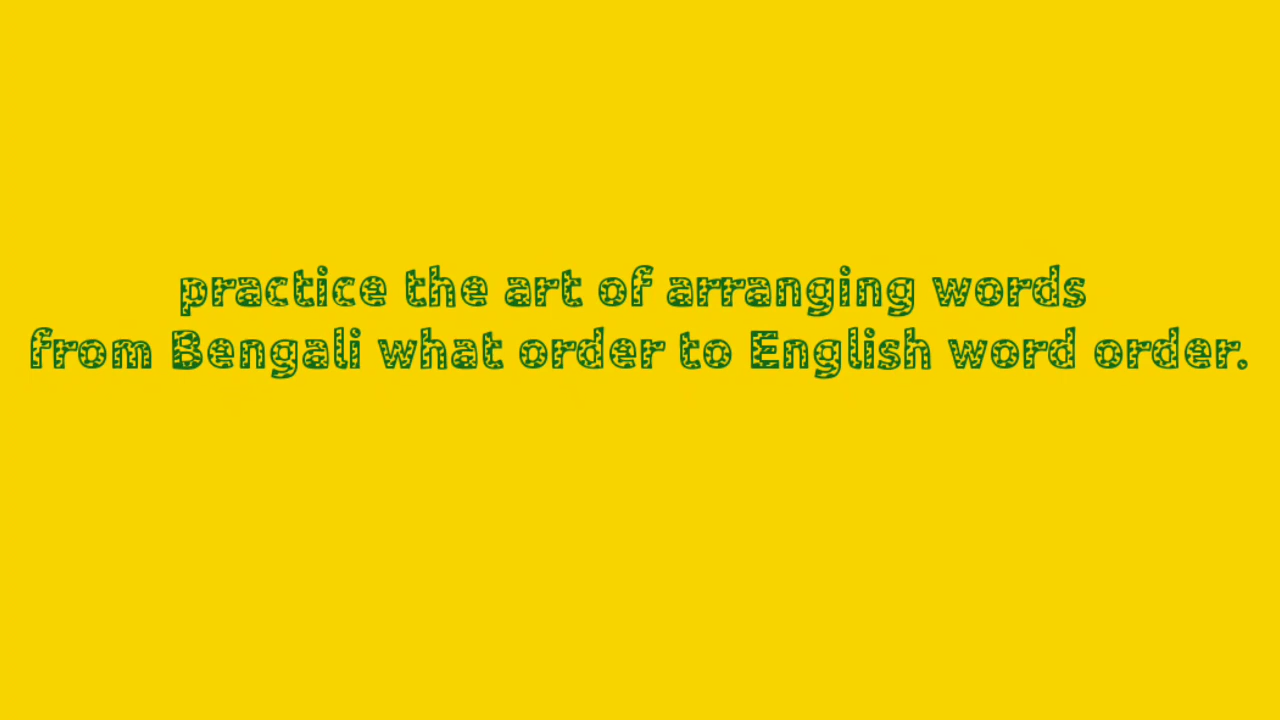 practice the art of arranging words
from Bengali what order to English word order.